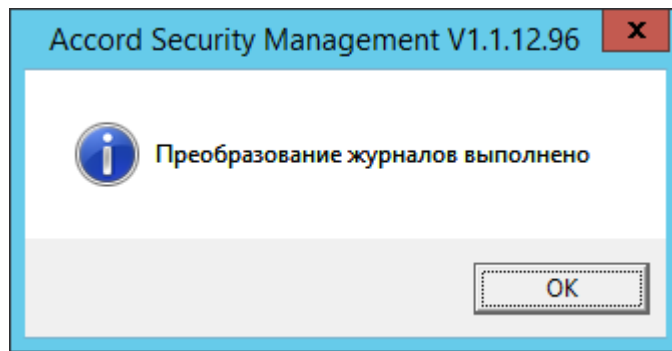 Accord Security Management V1.1.12.96
x
Преобразование журналов выполнено
OK